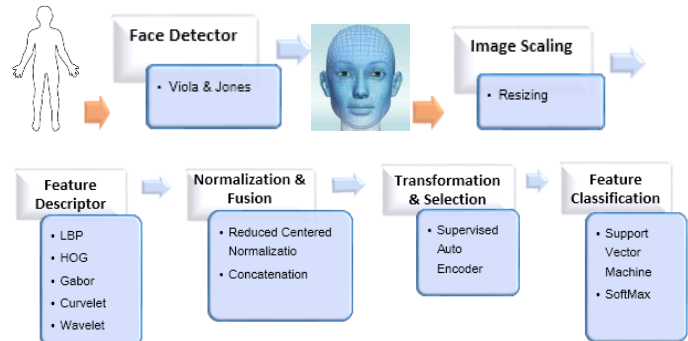 Face Detector
• Viola & Jones
Image Scaling
• Resizing
Feature
Descriptor
• LBP
• HOG
• Gabor
• Curvelet
• Wavelet
Normalization &
Fusion
• Reduced Centered
Normalizatio
• Concatenation
Transformation
& Selection
• Supervised
Auto
Encoder
Feature
Classification
• Support
Vector
Machine
• SoftMax